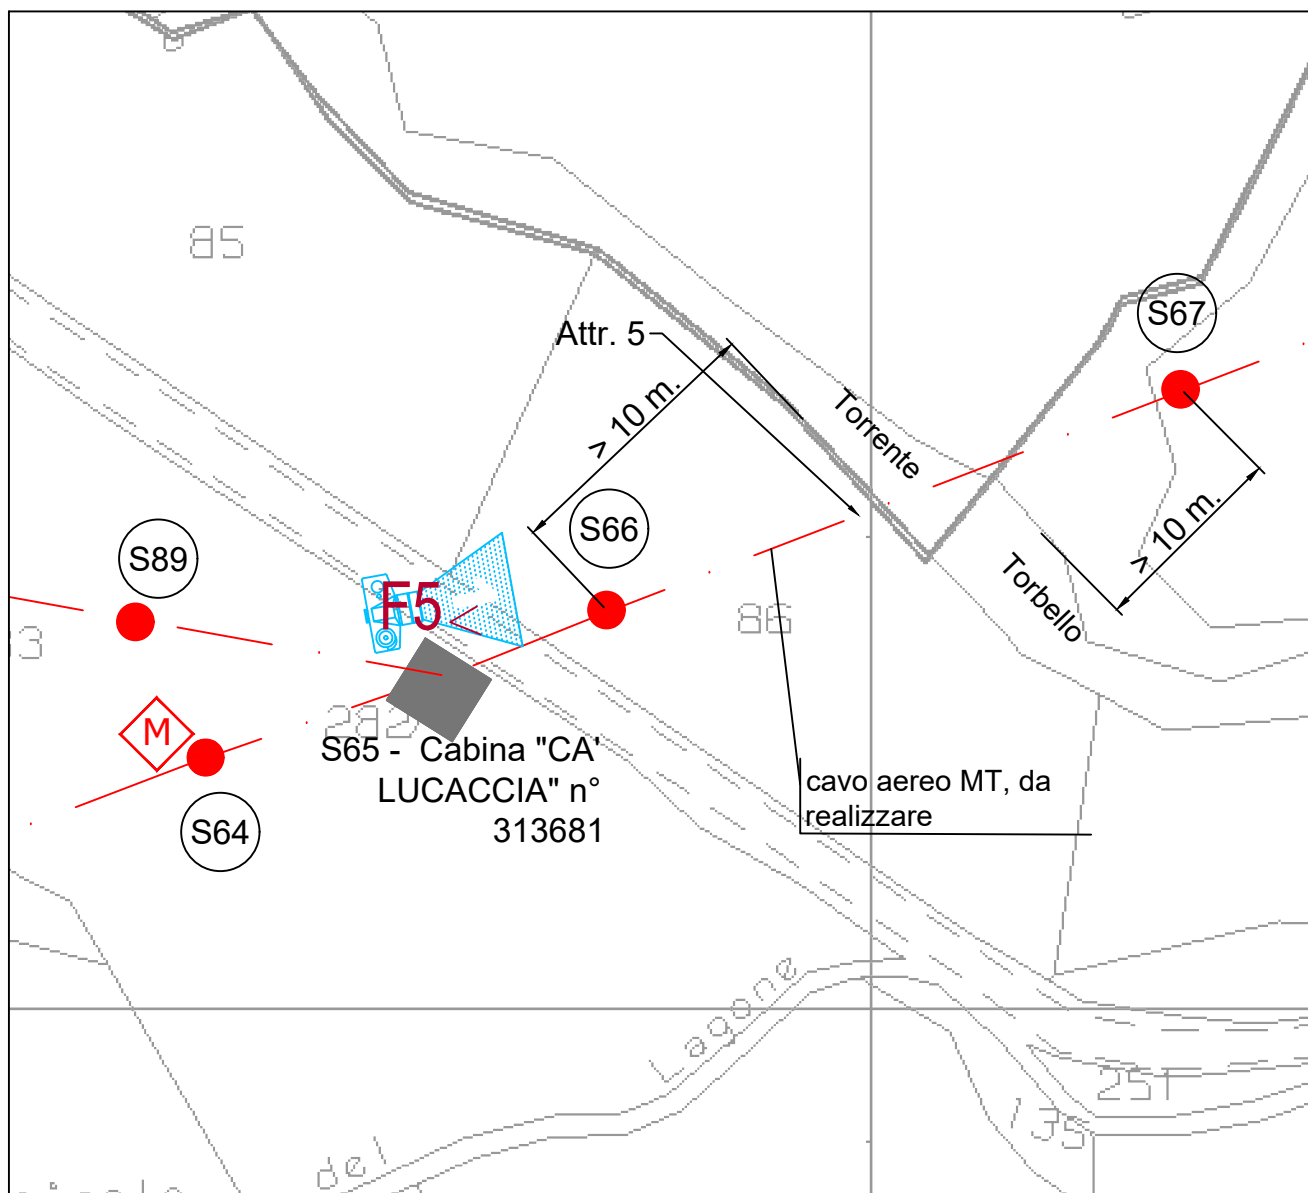 85
S67
Attr. 5
> 10 m.
Torrente
S66
> 10 m.
S89
F5
86
Torbello
M
282
S65 - Cabina "CA'
LUCACCIA" n°
313681
S64
cavo aereo MT, da
realizzare
Lagone
251
135
del